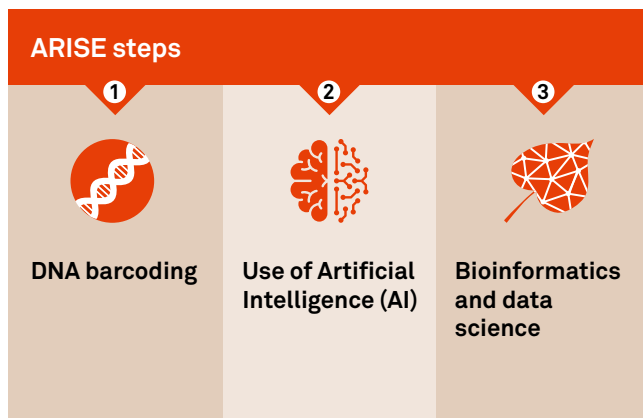 ARISE steps
1
2
3
DNA barcoding
Use of Artificial
Intelligence (AI)
Bioinformatics
and data
science